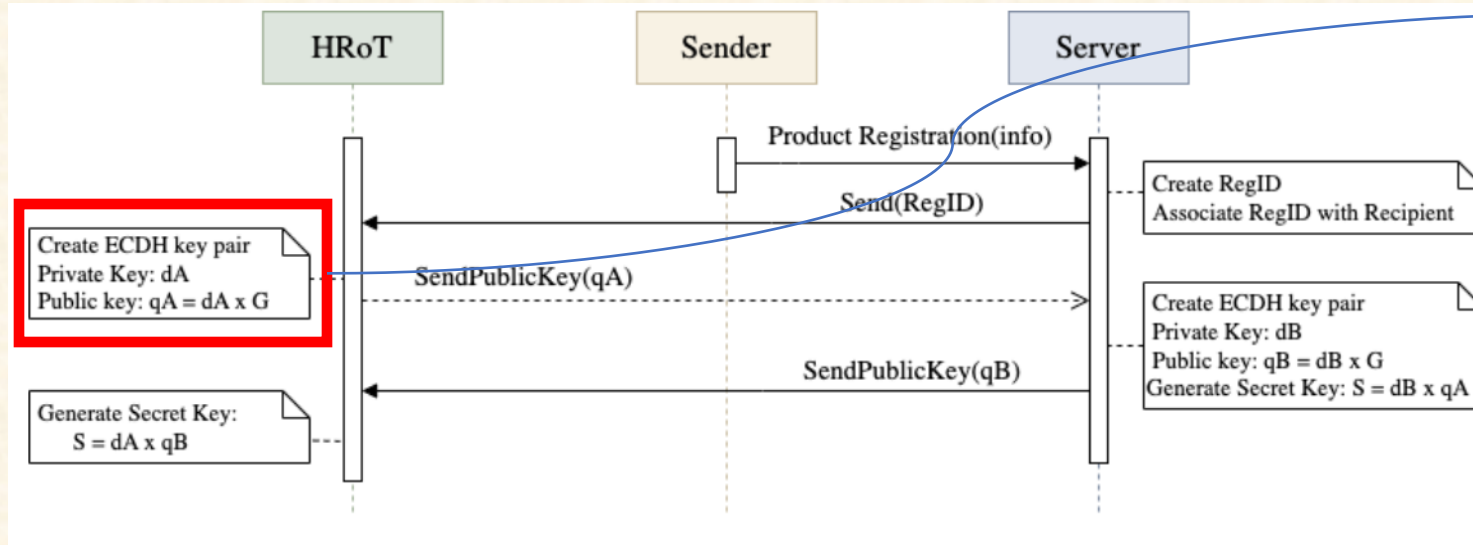 HRoT
Sender
Server
Product Registration(info)
Create RegID
Associate RegID with Recipient
Send(RegID)
Create ECDH key pair
Private Key: dA
Public key: qA = dA x G
SendPublicKey(qA)
Create ECDH key pair
Private Key: dB
Public key: qB = dB x G
Generate Secret Key: S = dB x qA
SendPublicKey(qB)
Generate Secret Key:
S = dA x qB